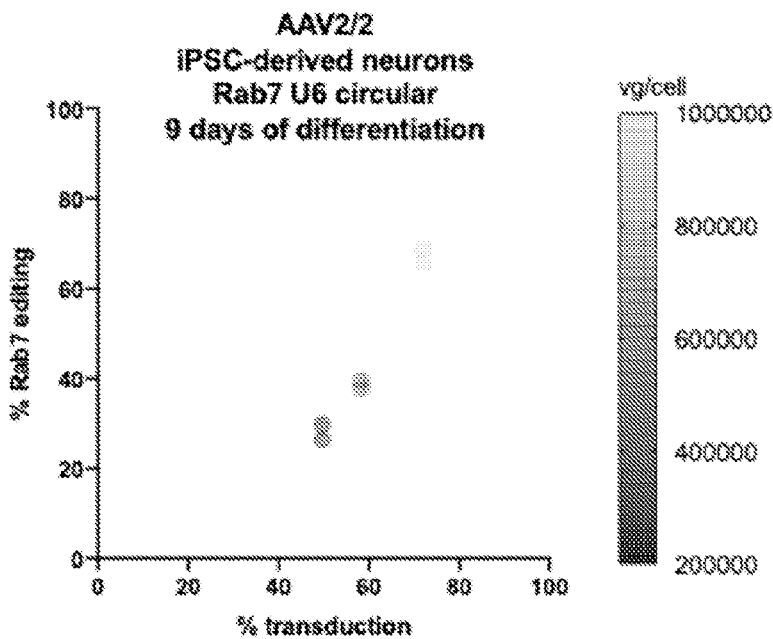 AAV2/2
iPSC-derived neurons
Rab7 U6 circular
9 days of differentiation
vg/cell
1000000
800000
600000
400000
200000
% Rab7 editing
100
80
60
40
20
0
0 20 40 60 80 100
% transduction